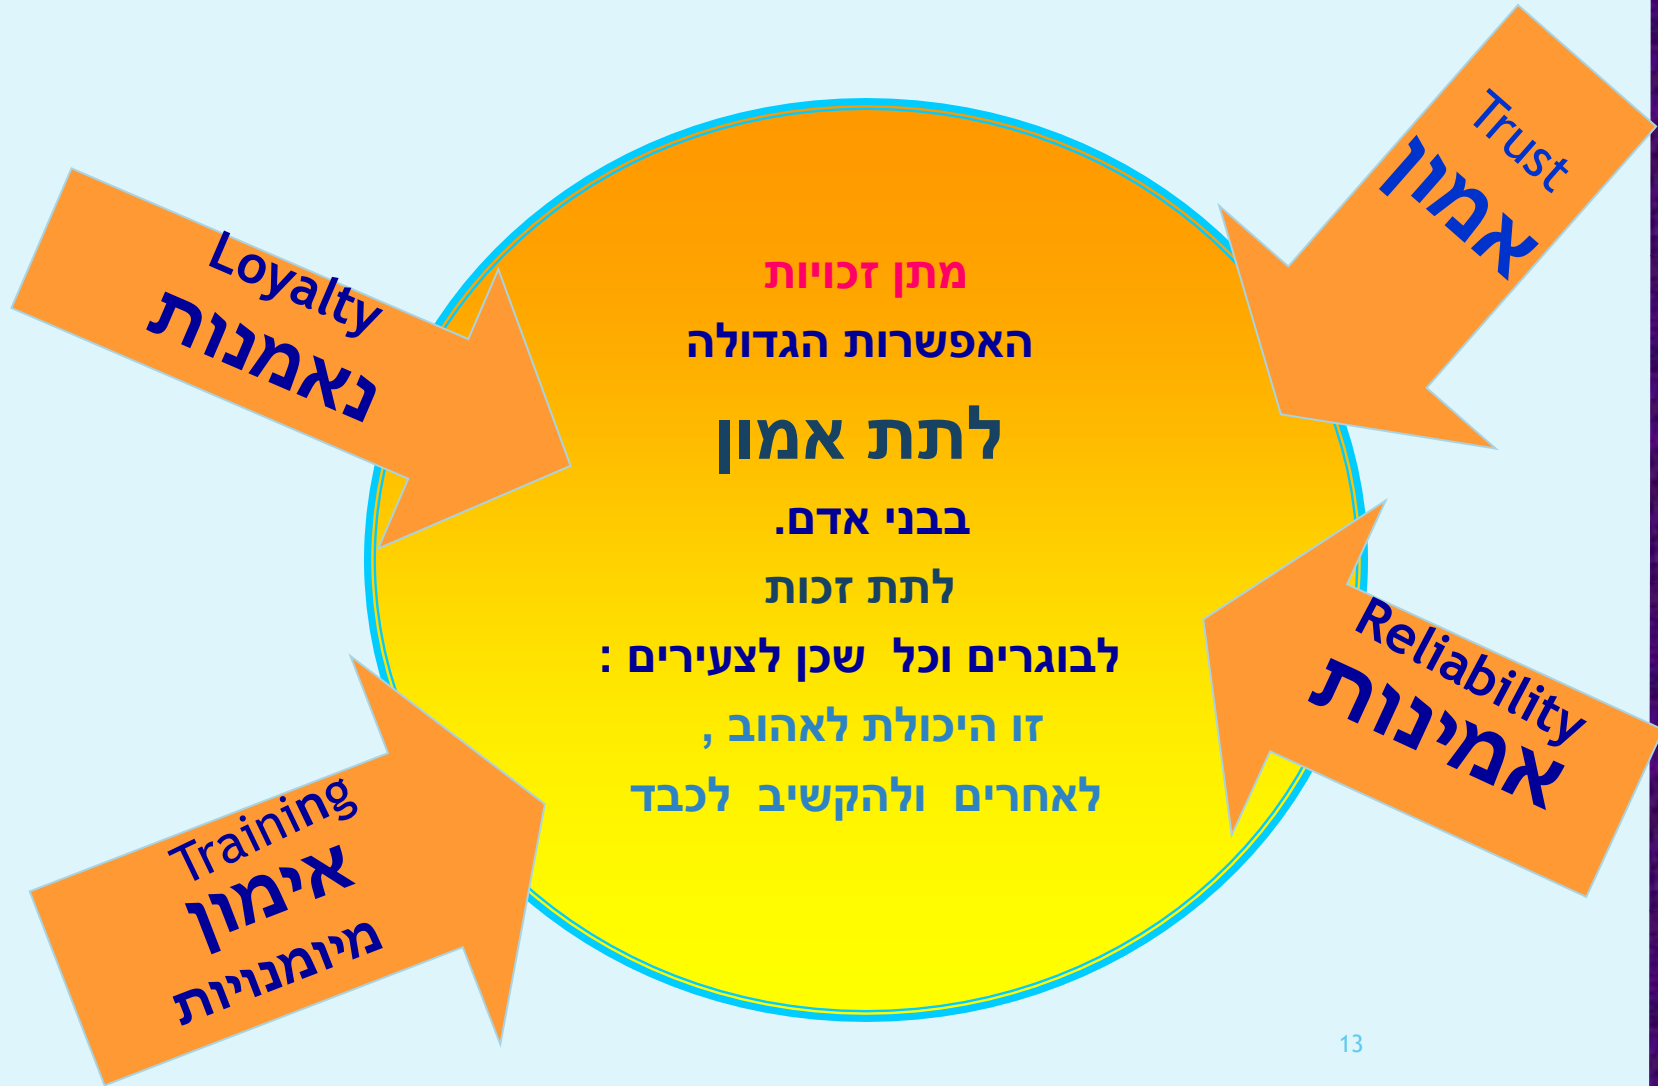 Trust
אמון
Loyalty
נאמנות
מתן זכויות
האפשרות הגדולה
לתת אמון
בבני אדם.
לתת זכות
לבוגרים וכל שכן לצעירים :
זו היכולת לאהוב ,
לאחרים ולהקשיב לכבד
Reliability
אמינות
Training
אימון
מיומנויות
13